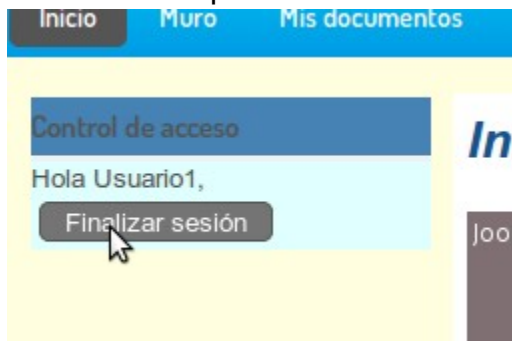 Inicio Muro Mis documentos
Control de acceso
In
Hola Usuario1,
Finalizar sesión
Joo